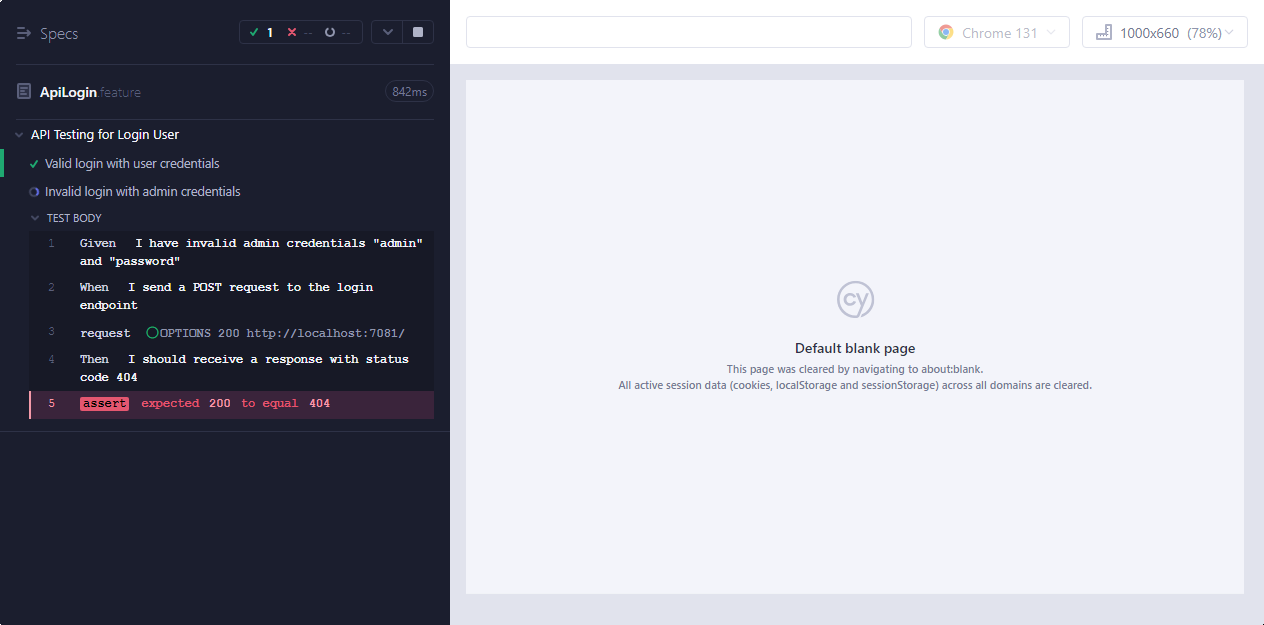 Specs
1 -- --
Chrome 131
1000x660 (78%)
ApiLogin.feature
842ms
API Testing for Login User
Valid login with user credentials
Invalid login with admin credentials
TEST BODY
1 Given I have invalid admin credentials "admin"
and "password"
2 When I send a POST request to the login
endpoint
3 request OPTIONS 200 http://localhost:7081/
4 Then I should receive a response with status
code 404
5 assert expected 200 to equal 404
cy
Default blank page
This page was cleared by navigating to about:blank.
All active session data (cookies, localStorage and sessionStorage) across all domains are cleared.